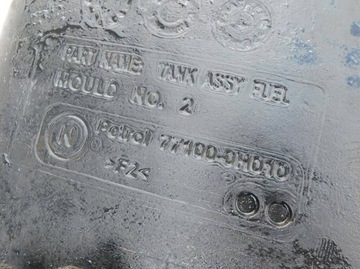 PART NAME: TANK ASSY FUEL
MOULD NO. 2
N Petrol 77100-0H010
>F2<